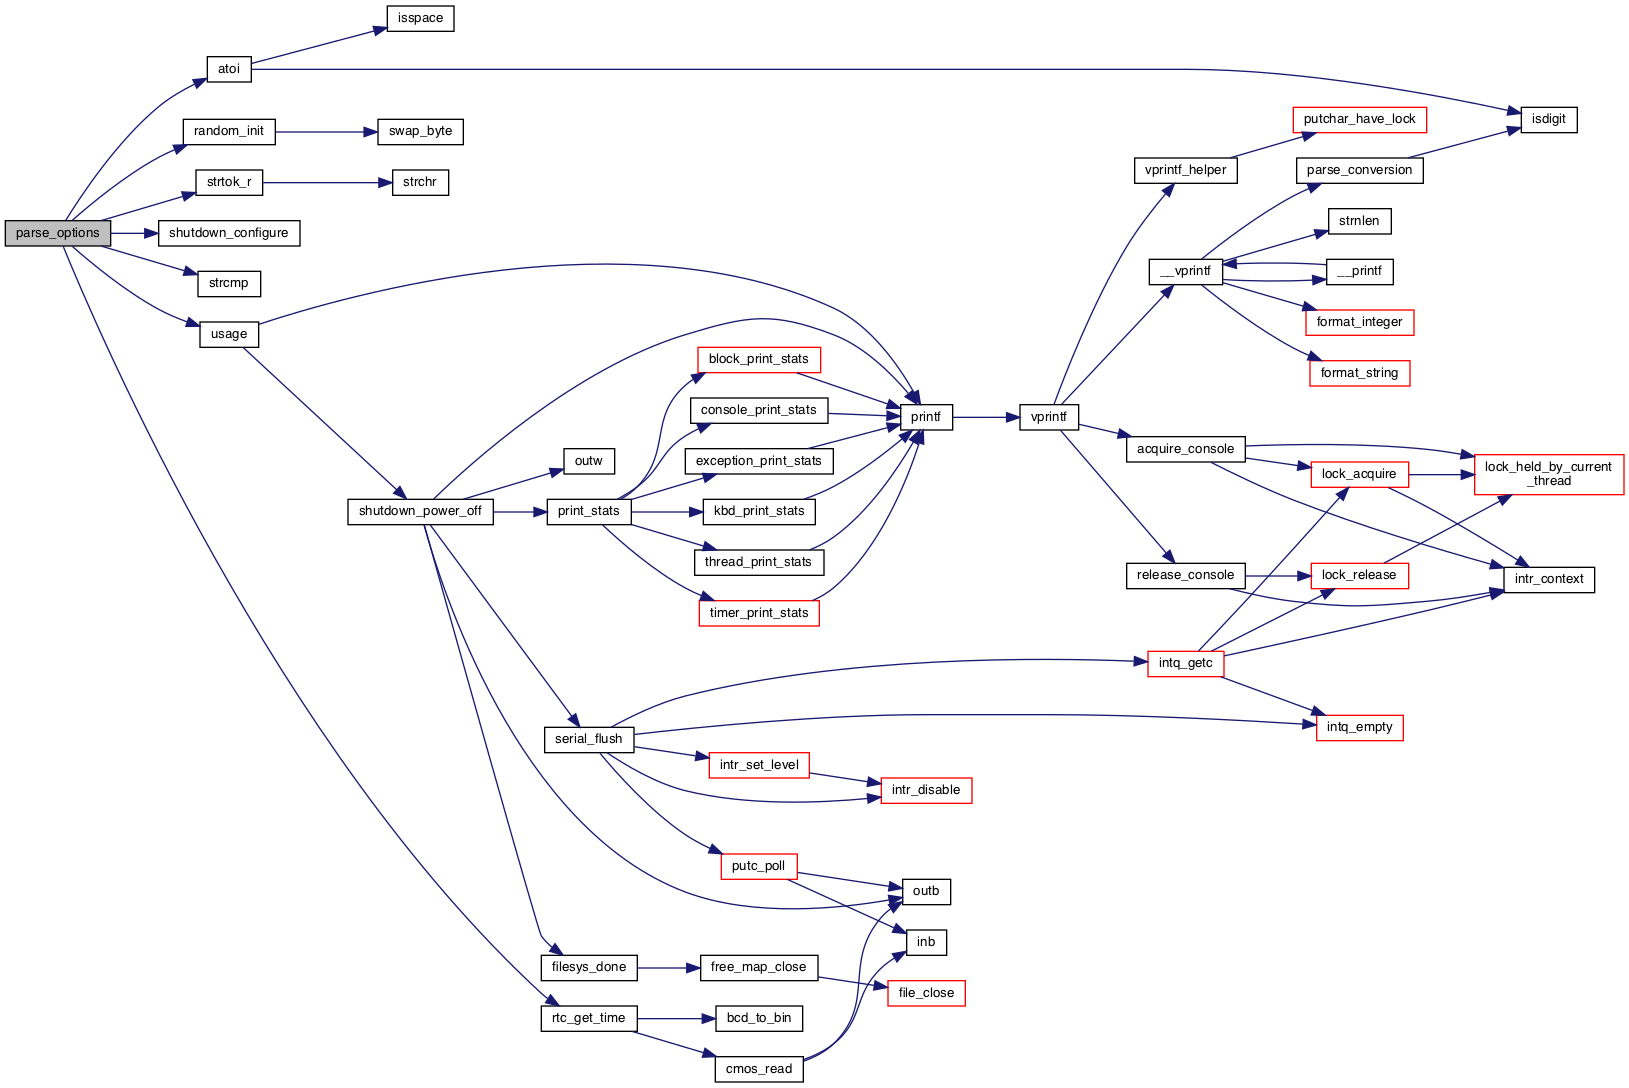 isspace
atoi
putchar_have_lock
isdigit
random_init
swap_byte
vprintf_helper
parse_conversion
strtok_r
strchr
strnlen
parse_options
shutdown_configure
__vprintf
__printf
strcmp
format_integer
usage
block_print_stats
format_string
console_print_stats
printf
vprintf
acquire_console
exception_print_stats
outw
lock_acquire
lock_held_by_current
_thread
shutdown_power_off
print_stats
kbd_print_stats
thread_print_stats
release_console
lock_release
intr_context
timer_print_stats
intq_getc
serial_flush
intq_empty
intr_set_level
intr_disable
putc_poll
outb
inb
filesys_done
free_map_close
file_close
rtc_get_time
bcd_to_bin
cmos_read